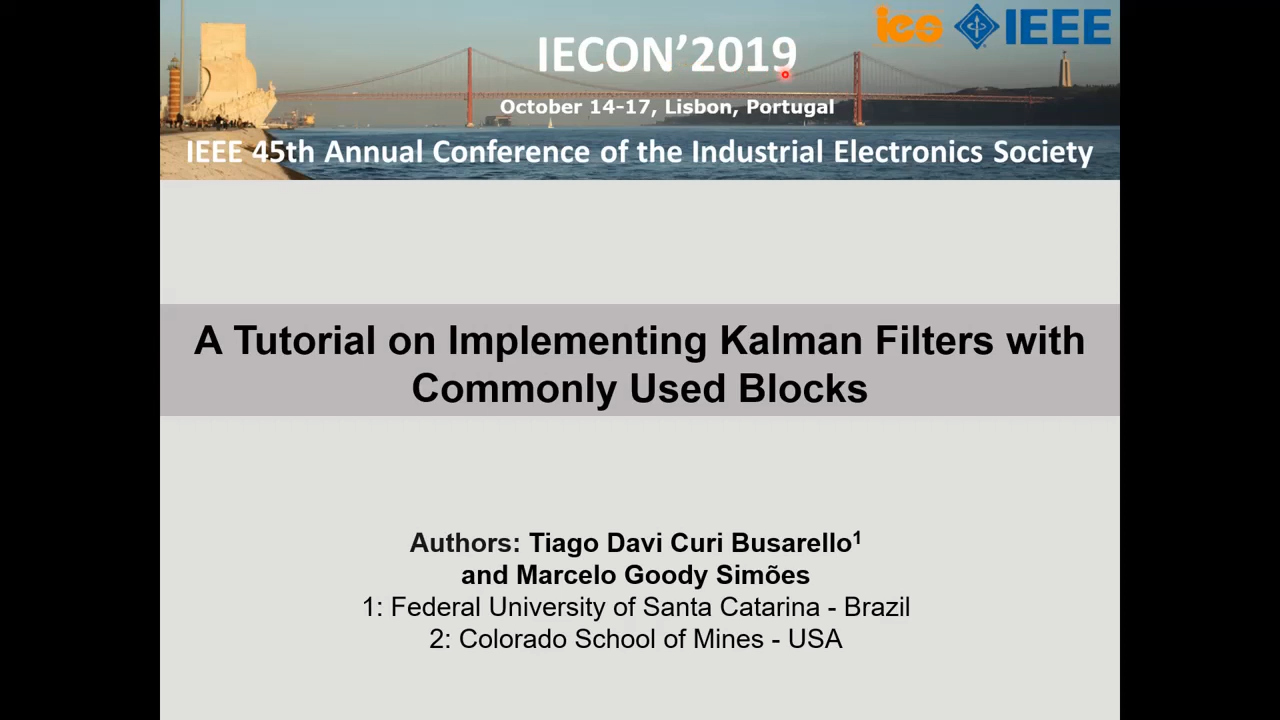 ies IEEE
IECON'2019
October 14-17, Lisbon, Portugal
IEEE 45th Annual Conference of the Industrial Electronics Society
A Tutorial on Implementing Kalman Filters with
Commonly Used Blocks
Authors: Tiago Davi Curi Busarello¹
and Marcelo Godoy Simões
1: Federal University of Santa Catarina - Brazil
2: Colorado School of Mines - USA